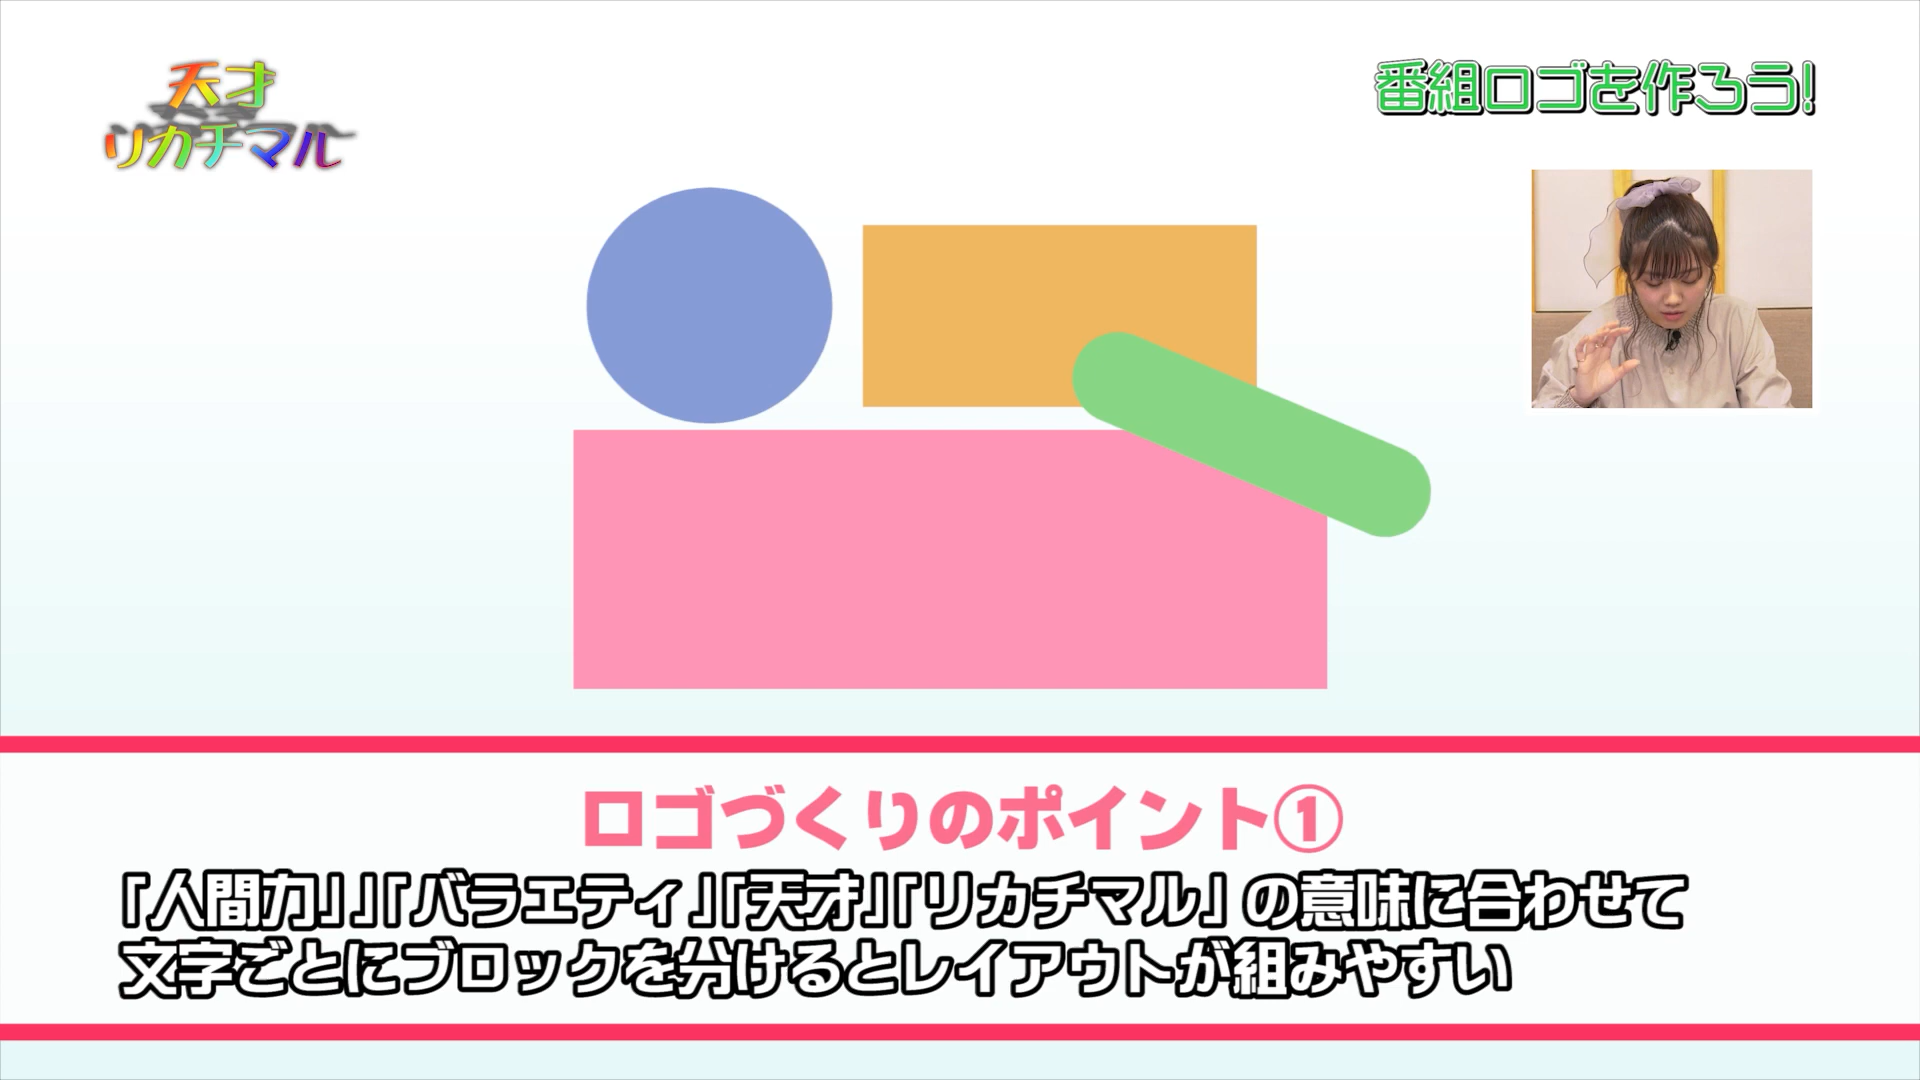 天才
リカチマル
番組ロゴを作ろう!
ロゴづくりのポイント①
「人間力」」「バラエティ」「天才」「リカチマル」の意味に合わせて
文字ごとにブロックを分けるとレイアウトが組みやすい